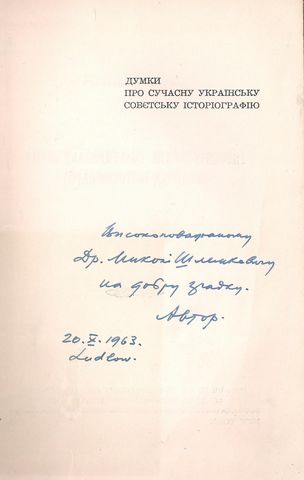 ДУМКИ
ПРО СУЧАСНУ УКРАЇНСЬКУ
СОВЄТСЬКУ ІСТОРІОГРАФІЮ
Високоповажаному
Др. Миколі Шлемкевичу
на добру згадку.
Автор.
20. X. 1963.
Ludlow.